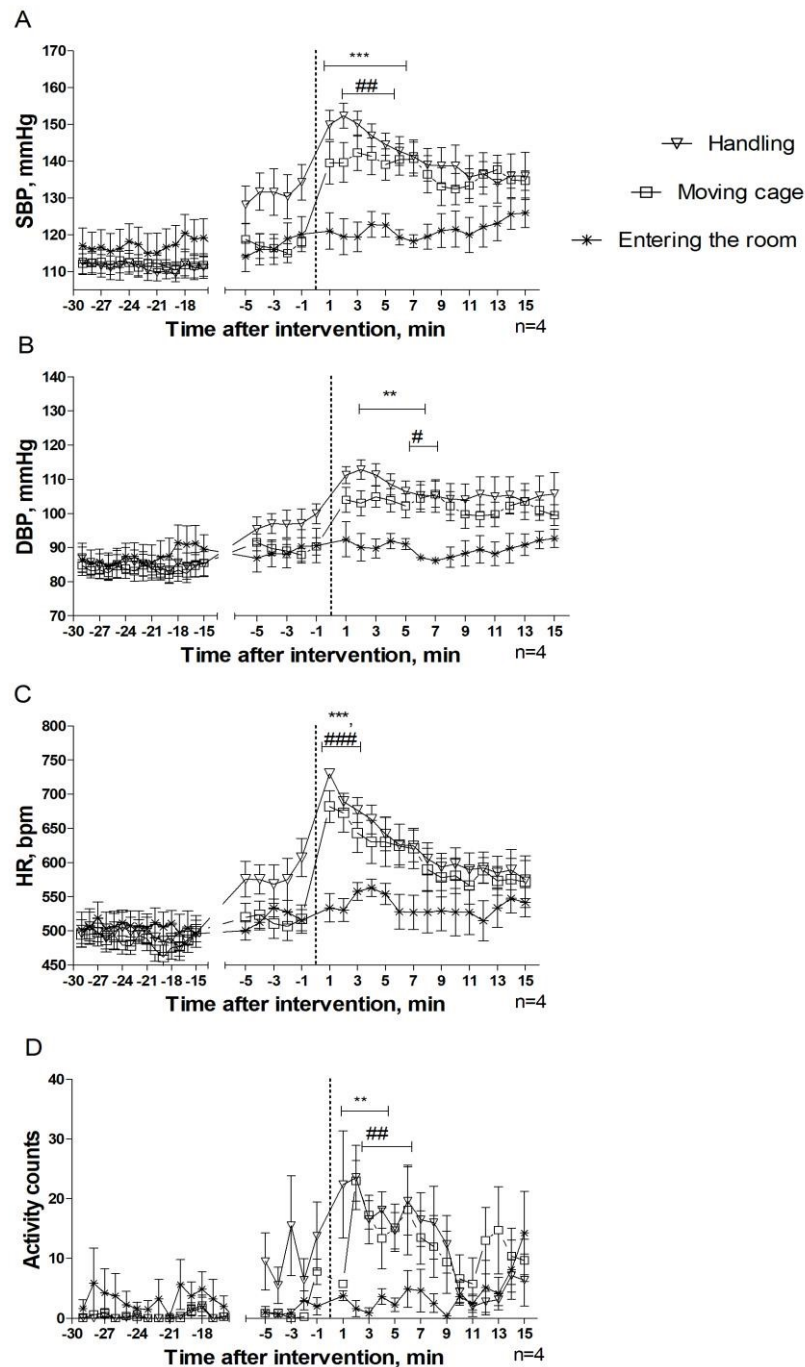 A
170
***
160
##
150
140
130
120
110
SBP, mmHg
-30 -27 -24 -21 -18 -5 -3 -1 1 3 5 7 9 11 13 15
Time after intervention, min
n=4
Handling
Moving cage
Entering the room
B
140
130
**
120
#
110
100
90
80
70
DBP, mmHg
-30 -27 -24 -21 -18 -15 -5 -3 -1 1 3 5 7 9 11 13 15
Time after intervention, min
n=4
C
800
***,
###
750
700
650
600
550
500
450
HR, bpm
-30 -27 -24 -21 -18 -15 -5 -3 -1 1 3 5 7 9 11 13 15
Time after intervention, min
n=4
D
40
**
##
30
20
10
0
Activity counts
-30 -27 -24 -21 -18 -5 -3 -1 1 3 5 7 9 11 13 15
Time after intervention, min
n=4